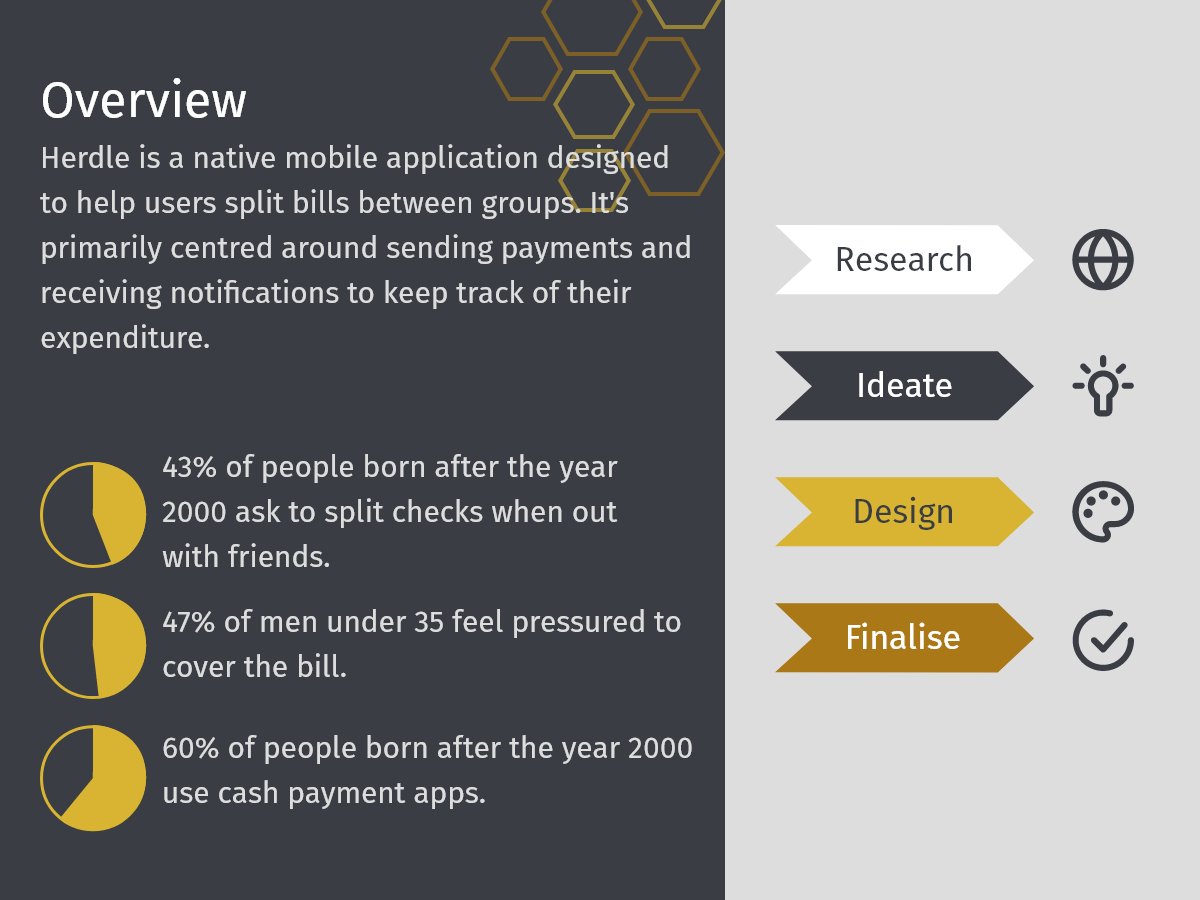 Overview
Herdle is a native mobile application designed
to help users split bills between groups. It's
primarily centred around sending payments and
receiving notifications to keep track of their
expenditure.
43% of people born after the year
2000 ask to split checks when out
with friends.
47% of men under 35 feel pressured to
cover the bill.
60% of people born after the year 2000
use cash payment apps.
Research
Ideate
Design
Finalise